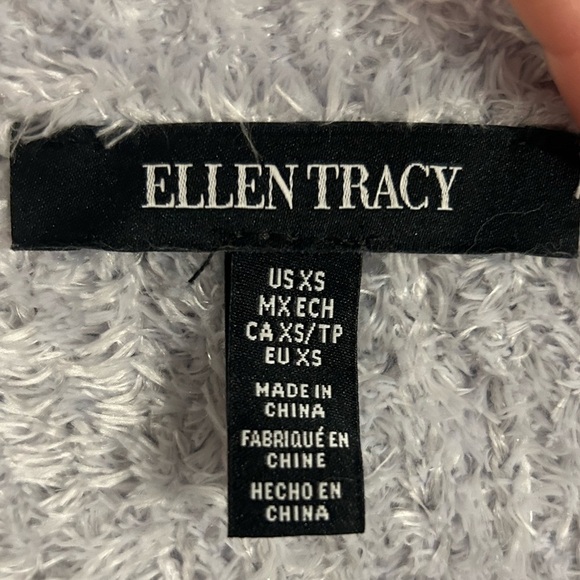 ELLEN TRACY
US XS
MX ECH
CA XS/TP
EU XS
MADE IN
CHINA
FABRIQUÉ EN
CHINE
HECHO EN
CHINA